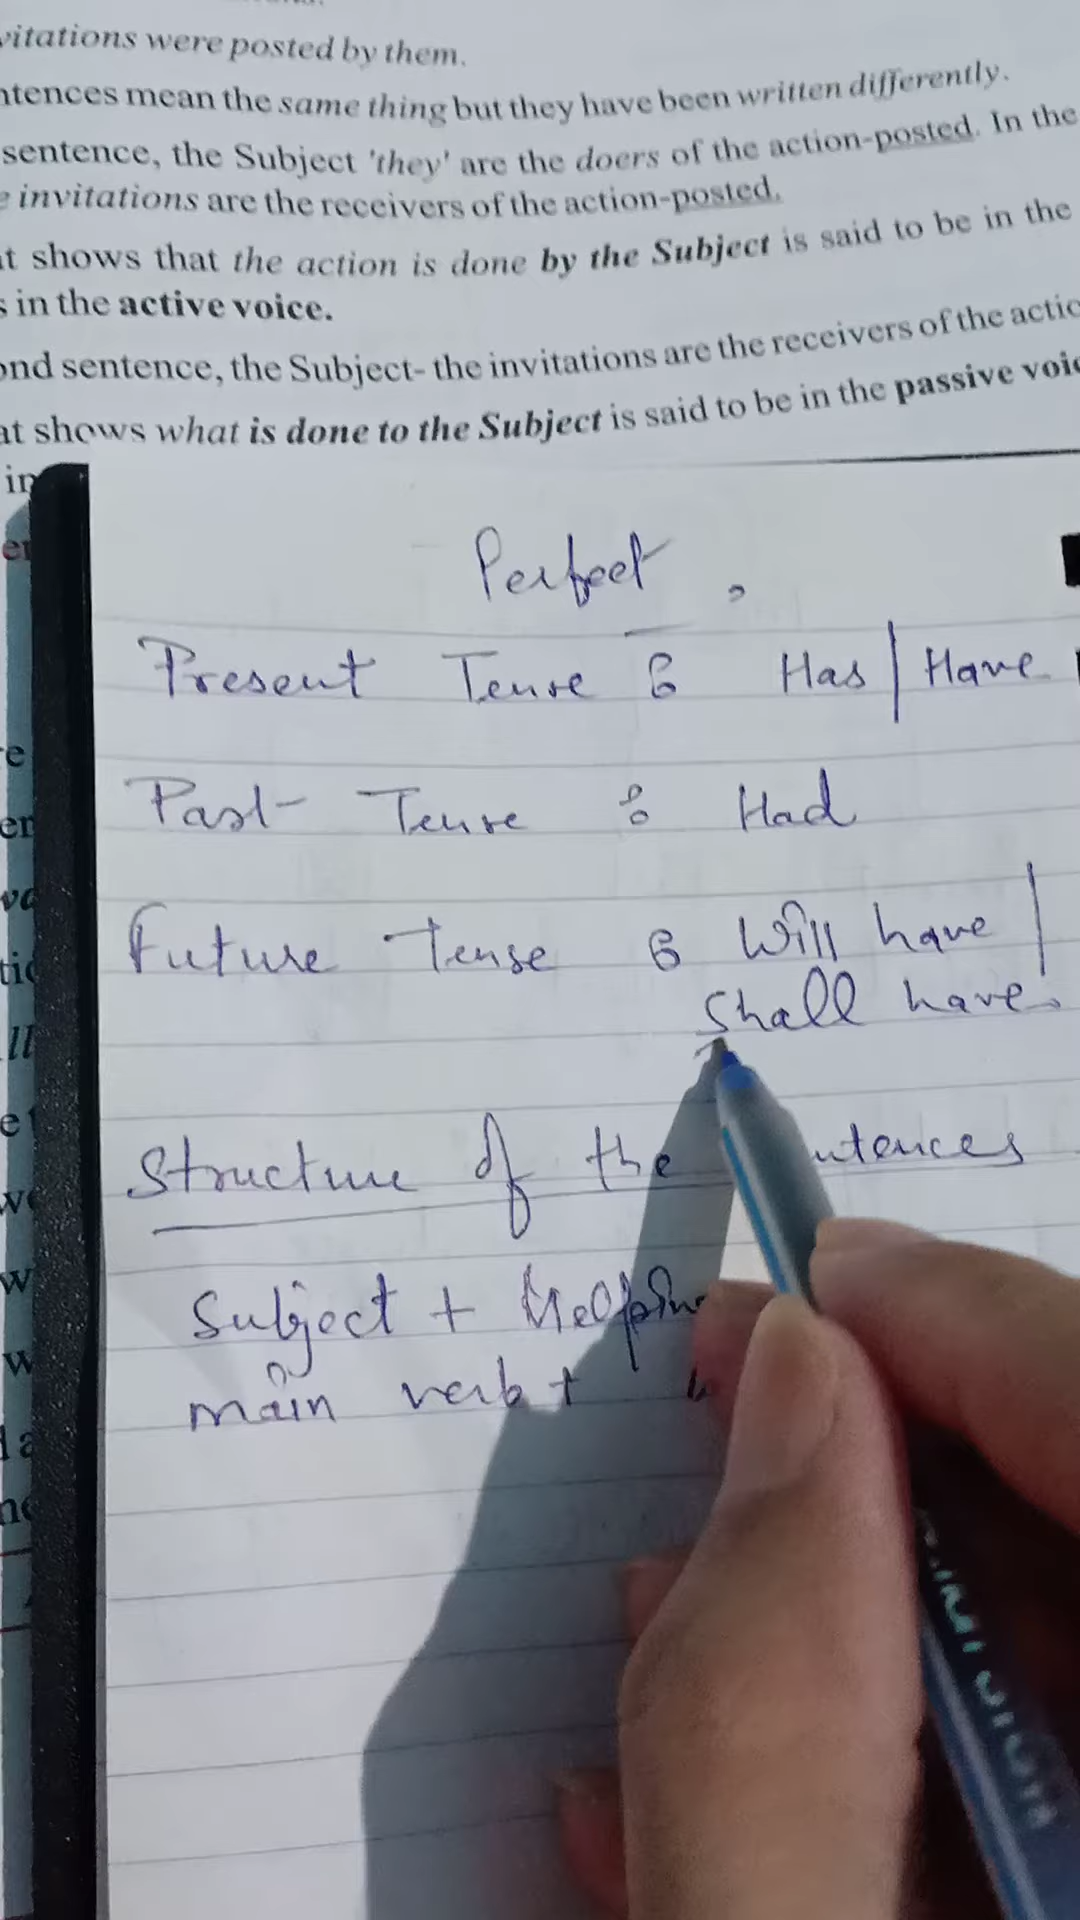 vitations were posted by them.
ntences mean the same thing but they have been written differently.
sentence, the Subject 'they' are the doers of the action-posted. In the
e invitations are the receivers of the action-posted.
at shows that the action is done by the Subject is said to be in the
s in the active voice.
ond sentence, the Subject- the invitations are the receivers of the actio
at shows what is done to the Subject is said to be in the passive voic
in
Perfect
Present Tense : Has / Have
Past Tense : Had
Future Tense : Will have /
Shall have.
Structure of the ntences
Subject + Helpin
main verb +